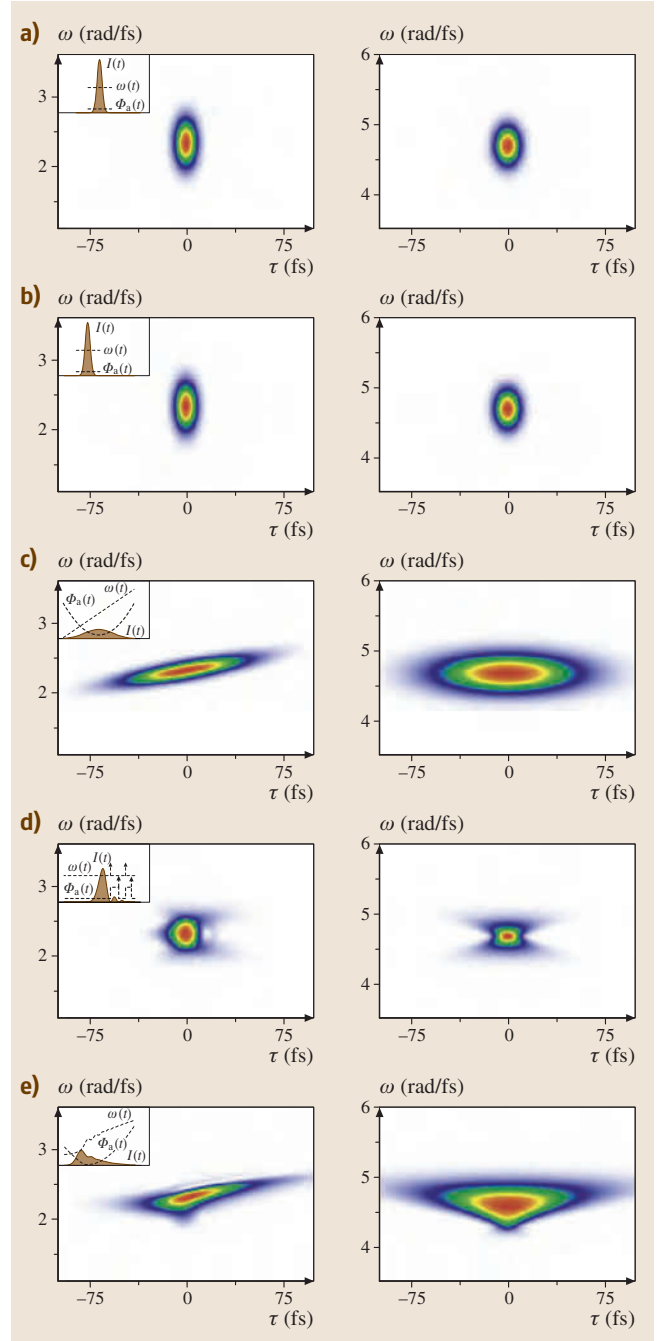 a) ω (rad/fs) ω (rad/fs)
I(t)
ω(t)
Φa(t)
3
2
6
5
4
−75 0 75 −75 0 75
τ (fs) τ (fs)
b) ω (rad/fs) ω (rad/fs)
I(t)
ω(t)
Φa(t)
3
2
6
5
4
−75 0 75 −75 0 75
τ (fs) τ (fs)
c) ω (rad/fs) ω (rad/fs)
Φa(t) ω(t)
I(t)
3
2
6
5
4
−75 0 75 −75 0 75
τ (fs) τ (fs)
d) ω (rad/fs) ω (rad/fs)
ω(t) I(t)
Φa(t)
3
2
6
5
4
−75 0 75 −75 0 75
τ (fs) τ (fs)
e) ω (rad/fs) ω (rad/fs)
ω(t)
Φa(t)
I(t)
3
2
6
5
4
−75 0 75 −75 0 75
τ (fs) τ (fs)